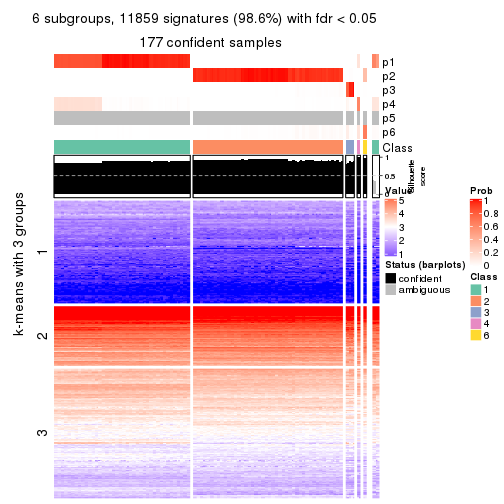 6 subgroups, 11859 signatures (98.6%) with fdr < 0.05
177 confident samples
p1
p2
p3
p4
p5
p6
Class
1
0.5
0
Silhouette
score
k-means with 3 groups
1
2
3
Value
5
4
3
2
1
Status (barplots)
confident
ambiguous
Prob
1
0.8
0.6
0.4
0.2
0
Class
1
2
3
4
6